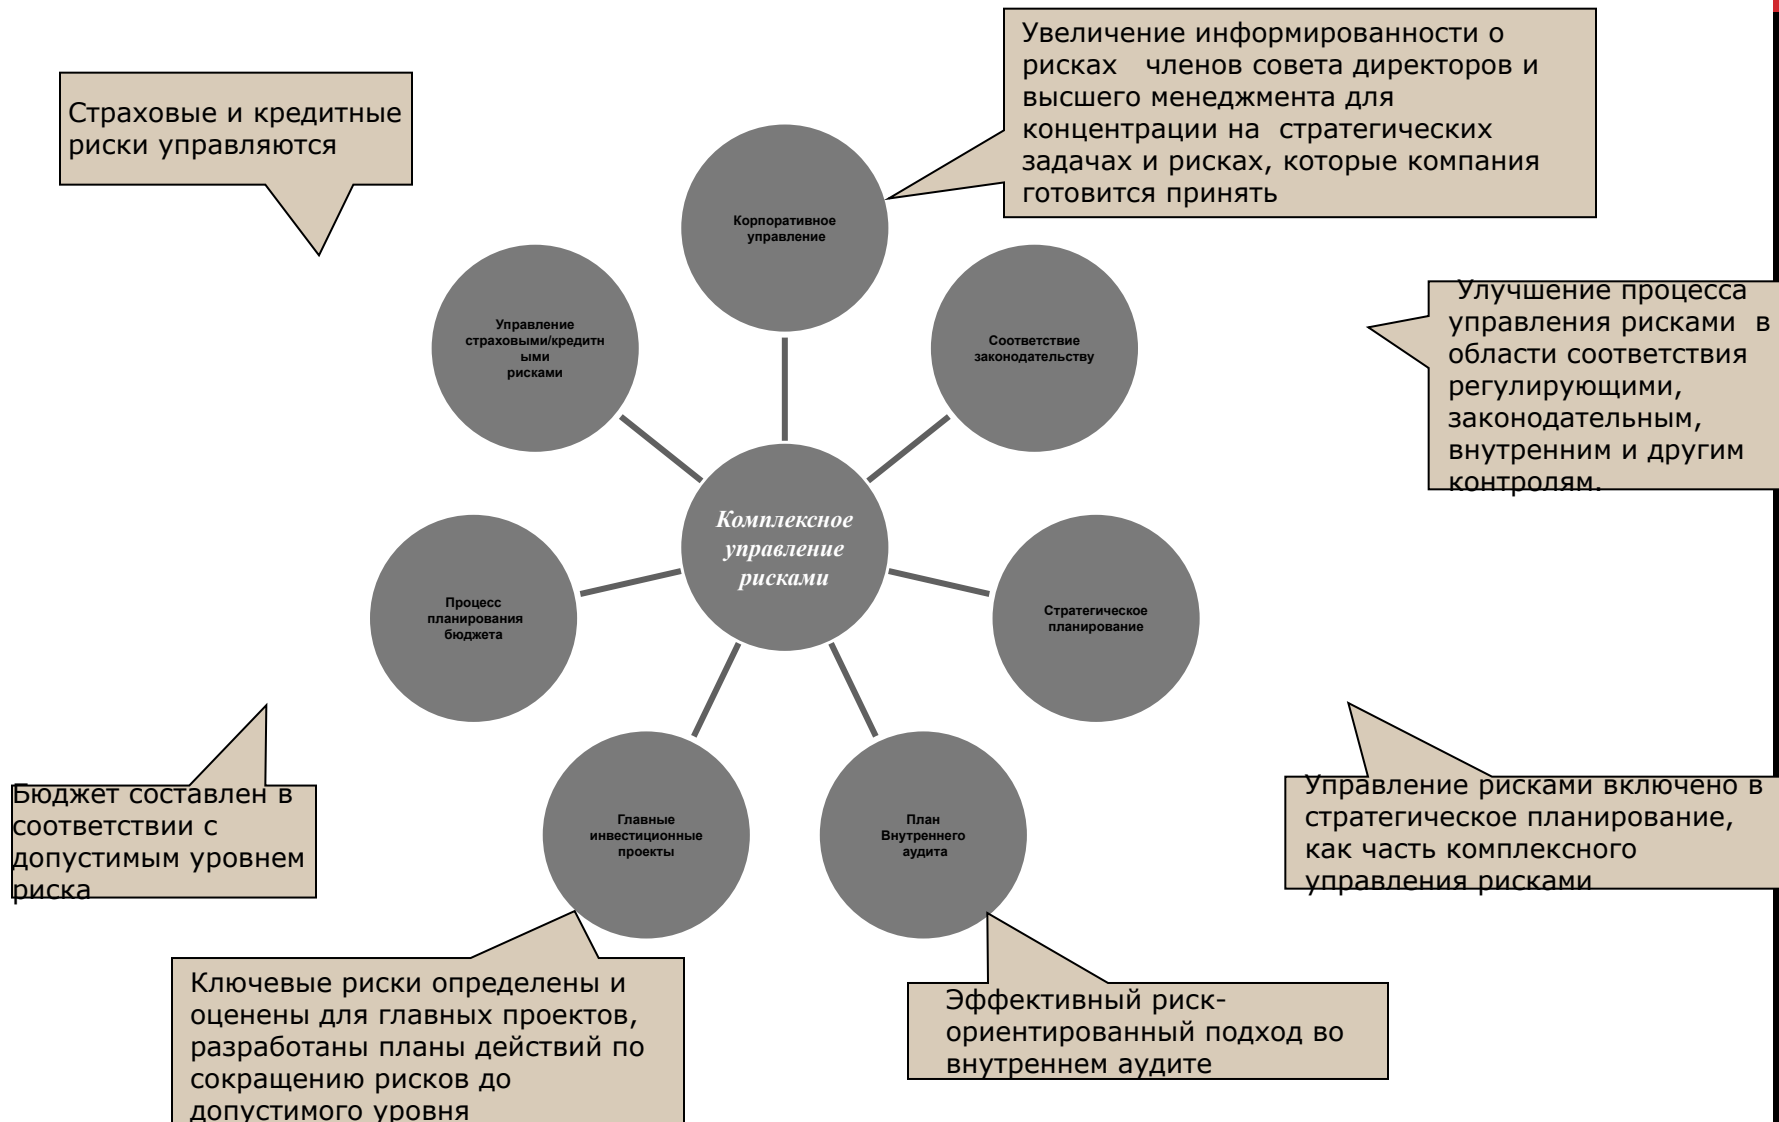 Увеличение информированности о
рисках членов совета директоров и
высшего менеджмента для
концентрации на стратегических
задачах и рисках, которые компания
готовится принять
Страховые и кредитные
риски управляются
Корпоративное
управление
Улучшение процесса
управления рисками в
области соответствия
регулирующими,
законодательным,
внутренним и другим
контролям.
Управление
страховыми/кредитн
ыми
рисками
Соответствие
законодательству
Комплексное
управление
рисками
Процесс
планирования
бюджета
Стратегическое
планирование
Бюджет составлен в
соответствии с
допустимым уровнем
риска
Главные
инвестиционные
проекты
План
Внутреннего
аудита
Управление рисками включено в
стратегическое планирование,
как часть комплексного
управления рисками
Ключевые риски определены и
оценены для главных проектов,
разработаны планы действий по
сокращению рисков до
допустимого уровня
Эффективный риск-
ориентированный подход во
внутреннем аудите